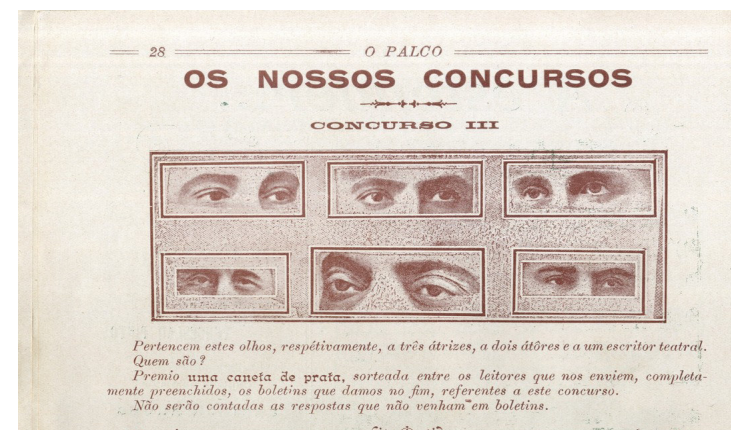 28
O PALCO
OS NOSSOS CONCURSOS
CONCURSO III
Pertencem estes olhos, respétivamente, a três átrizes, a dois átôres e a um escritor teatral.
Quem são?
Premio uma caneta de prata, sorteada entre os leitores que nos enviem, completa-
mente preenchidos, os boletins que damos no fim, referentes a este concurso.
Não serão contadas as respostas que não venham em boletins.